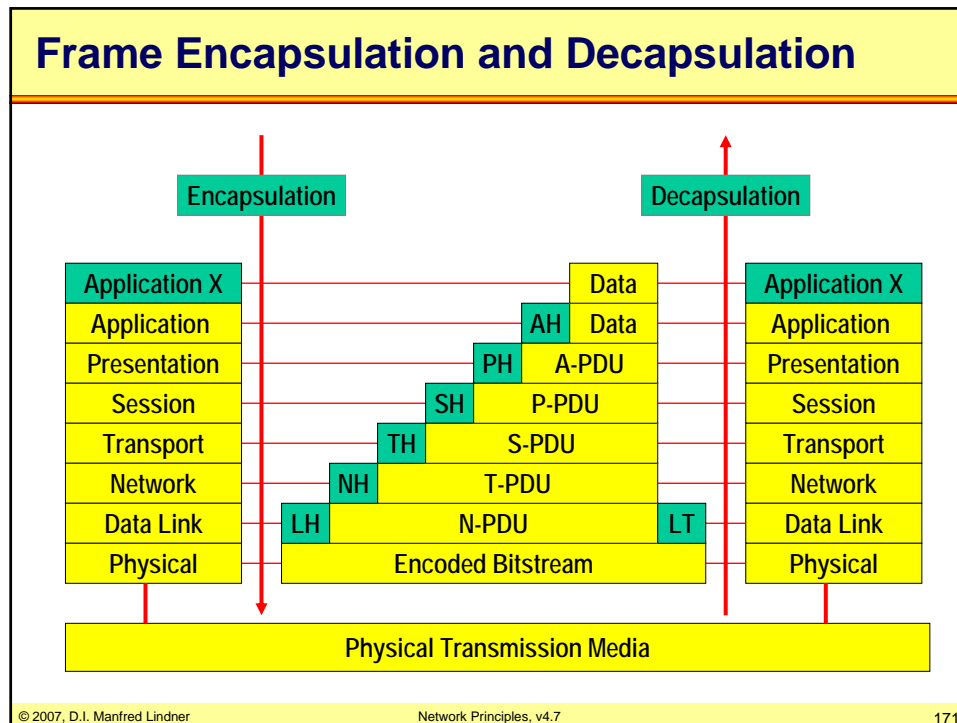 Frame Encapsulation and Decapsulation
Encapsulation Decapsulation
Application X Data Application X
Application AH Data Application
Presentation PH A-PDU Presentation
Session SH P-PDU Session
Transport TH S-PDU Transport
Network NH T-PDU Network
Data Link LH N-PDU LT Data Link
Physical Encoded Bitstream Physical
Physical Transmission Media
© 2007, D.I. Manfred Lindner Network Principles, v4.7 171